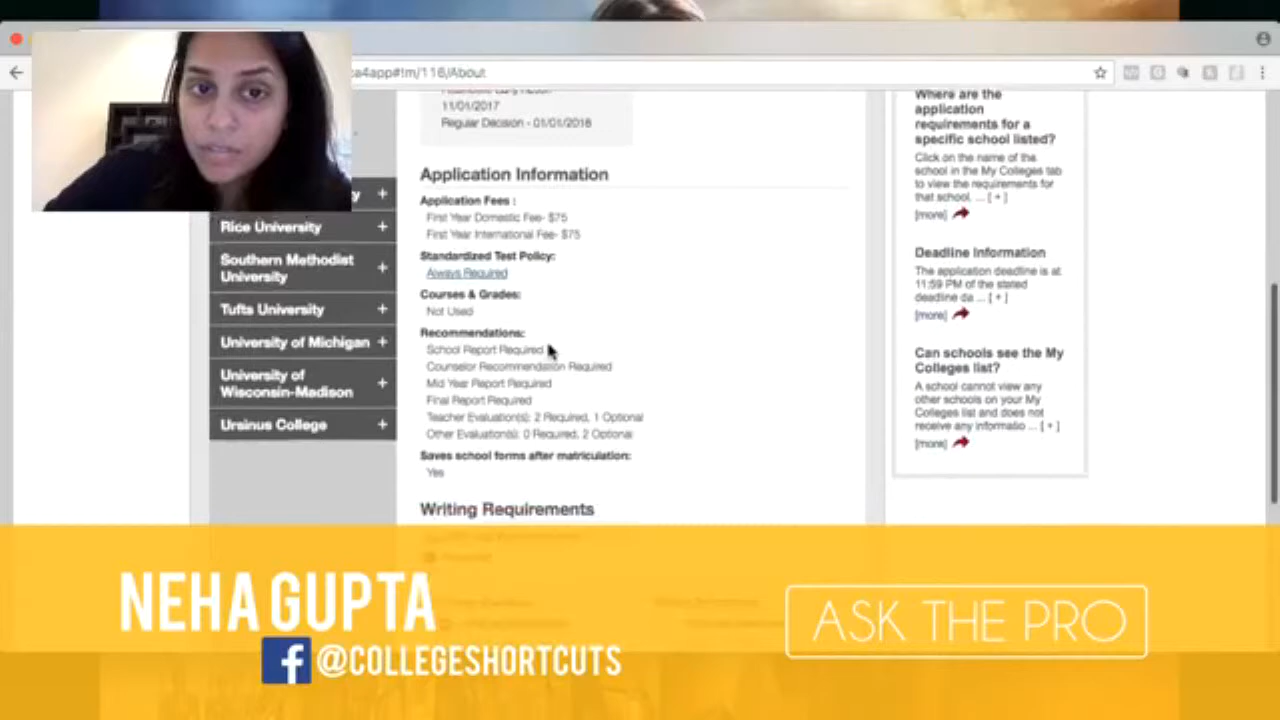 ca4app#!m/116/About
11/01/2017
Regular Decision - 01/01/2018
Application Information
Application Fees :
First Year Domestic Fee- $75
First Year International Fee- $75
Standardized Test Policy:
Always Required
Courses & Grades:
Not Used
Recommendations:
School Report Required
Counselor Recommendation Required
Mid Year Report Required
Final Report Required
Teacher Evaluation(s): 2 Required, 1 Optional
Other Evaluation(s): 0 Required, 2 Optional
Saves school forms after matriculation:
Yes
Writing Requirements
y +
Rice University +
Southern Methodist
University +
Tufts University +
University of Michigan +
University of
Wisconsin-Madison +
Ursinus College +
Where are the
application
requirements for a
specific school listed?
Click on the name of the
school in the My Colleges tab
to view the requirements for
that school. ... [ + ]
[more]
Deadline Information
The application deadline is at
11:59 PM of the stated
deadline da ... [ + ]
[more]
Can schools see the My
Colleges list?
A school cannot view any
other schools on your My
Colleges list and does not
receive any informatio ... [ + ]
[more]
NEHA GUPTA
f @COLLEGESHORTCUTS
ASK THE PRO